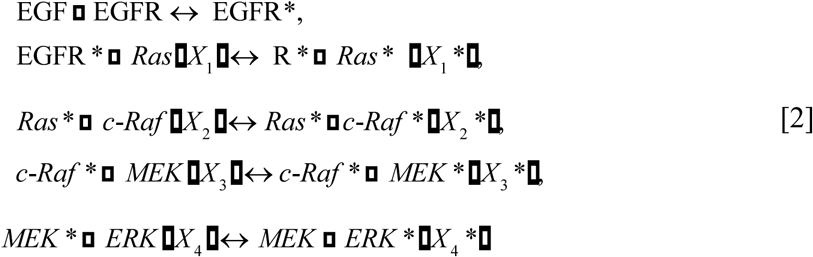 EGF▯EGFR ↔ EGFR*,
EGFR*▯ Ras▯X₁▯↔ R*▯ Ras* ▯X₁*▯,
Ras*▯ c-Raf▯X₂▯↔ Ras*▯c-Raf*▯X₂*▯, [2]
c-Raf*▯ MEK▯X₃▯↔ c-Raf*▯ MEK*▯X₃*▯,
MEK*▯ ERK▯X₄▯↔ MEK▯ ERK*▯X₄*▯